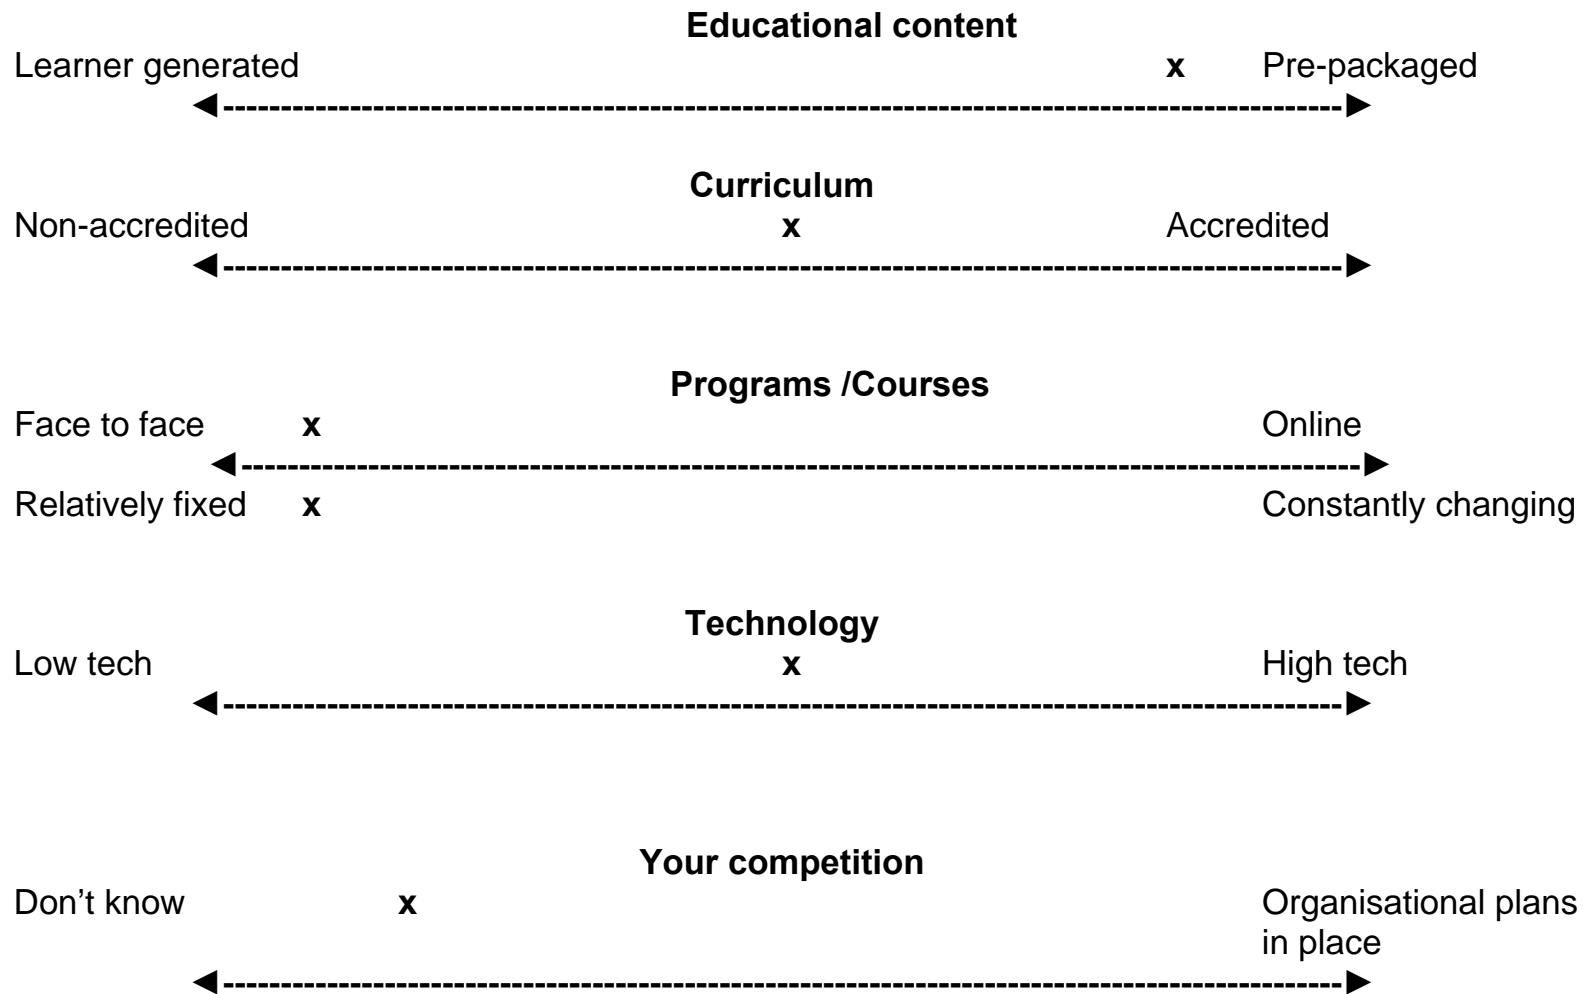 Educational content
Learner generated x Pre-packaged
◄--------------------------------------------------------------------------------------------------►
Curriculum
Non-accredited x Accredited
◄--------------------------------------------------------------------------------------------------►
Programs /Courses
Face to face x Online
◄--------------------------------------------------------------------------------------------------►
Relatively fixed x Constantly changing
Technology
Low tech x High tech
◄--------------------------------------------------------------------------------------------------►
Your competition
Don’t know x Organisational plans
in place
◄--------------------------------------------------------------------------------------------------►